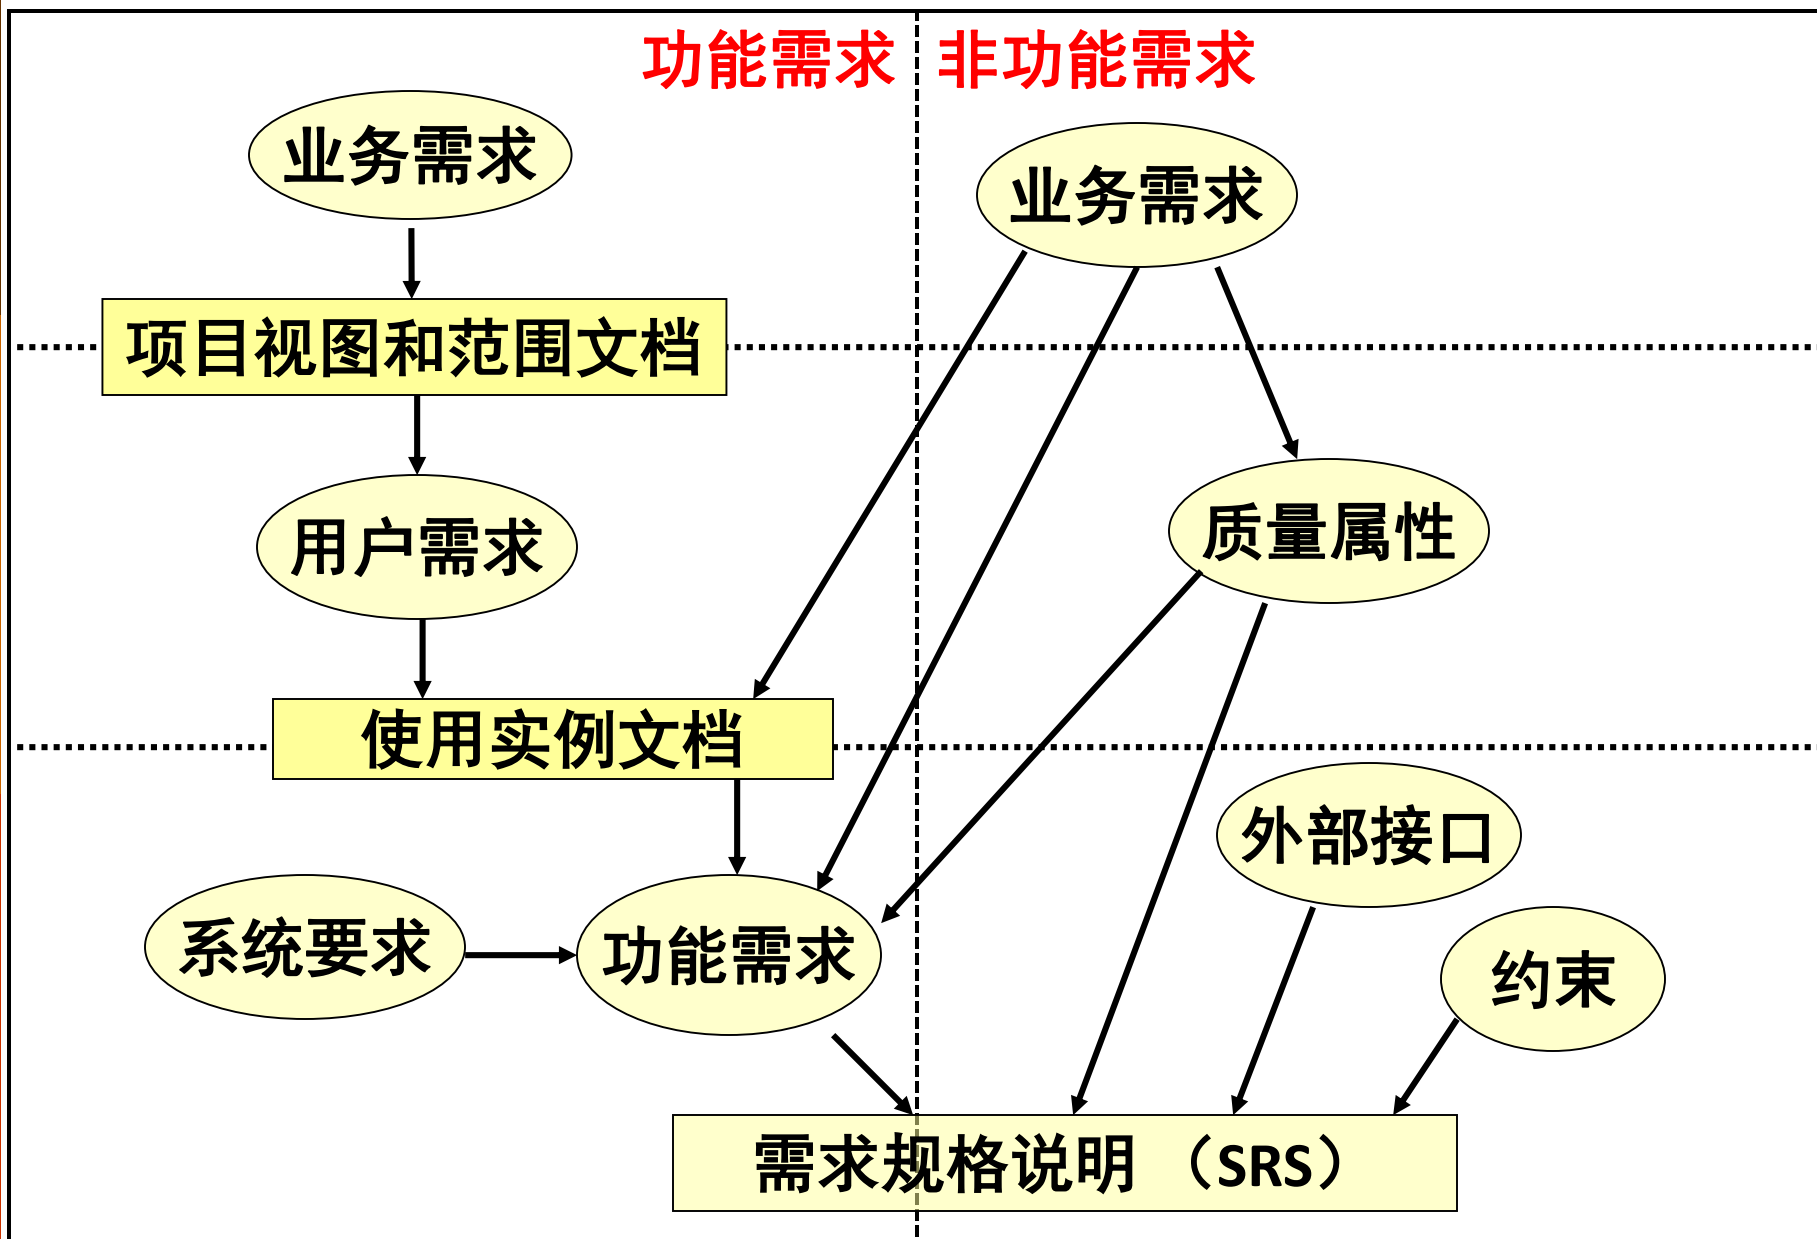 功能需求
非功能需求
业务需求
业务需求
项目视图和范围文档
用户需求
质量属性
使用实例文档
外部接口
系统要求
功能需求
约束
需求规格说明 （SRS）